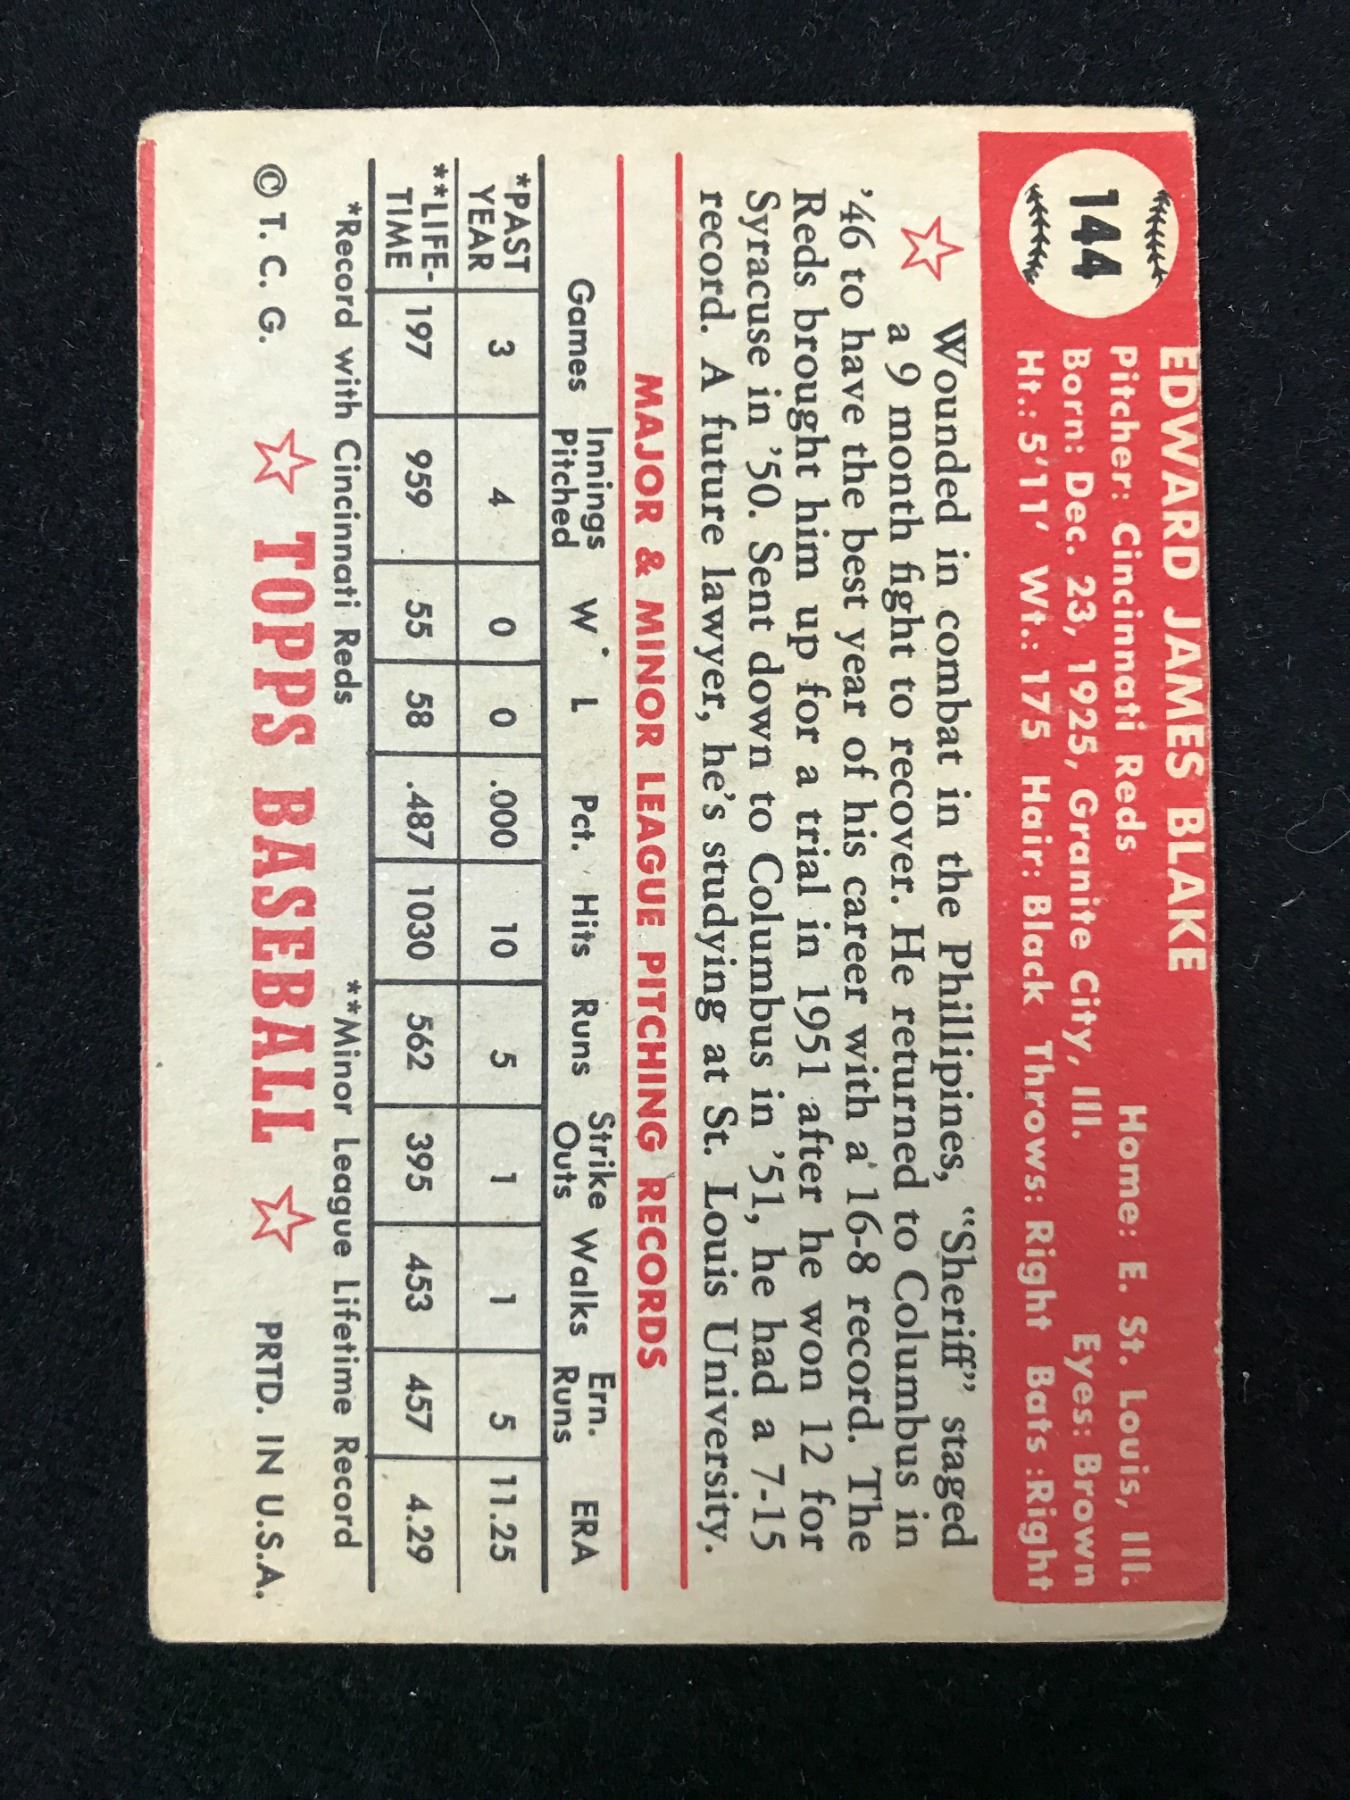 144
EDWARD JAMES BLAKE
Pitcher: Cincinnati Reds Home: E. St. Louis, Ill.
Born: Dec. 23, 1925, Granite City, Ill. Eyes: Brown
Ht.: 5'11' Wt.: 175 Hair: Black Throws: Right Bats :Right
Wounded in combat in the Phillipines, “Sheriff” staged
a 9 month fight to recover. He returned to Columbus in
’46 to have the best year of his career with a 16-8 record. The
Reds brought him up for a trial in 1951 after he won 12 for
Syracuse in ’50. Sent down to Columbus in ’51, he had a 7-15
record. A future lawyer, he’s studying at St. Louis University.
MAJOR & MINOR LEAGUE PITCHING RECORDS
Games Innings Pitched W L Pct. Hits Runs Strike Outs Walks Ern. Runs ERA
*PAST YEAR 3 4 0 0 .000 10 5 1 1 5 11.25
**LIFE-TIME 197 959 55 58 .487 1030 562 395 453 457 4.29
*Record with Cincinnati Reds **Minor League Lifetime Record
© T. C. G. TOPPS BASEBALL PRTD. IN U.S.A.